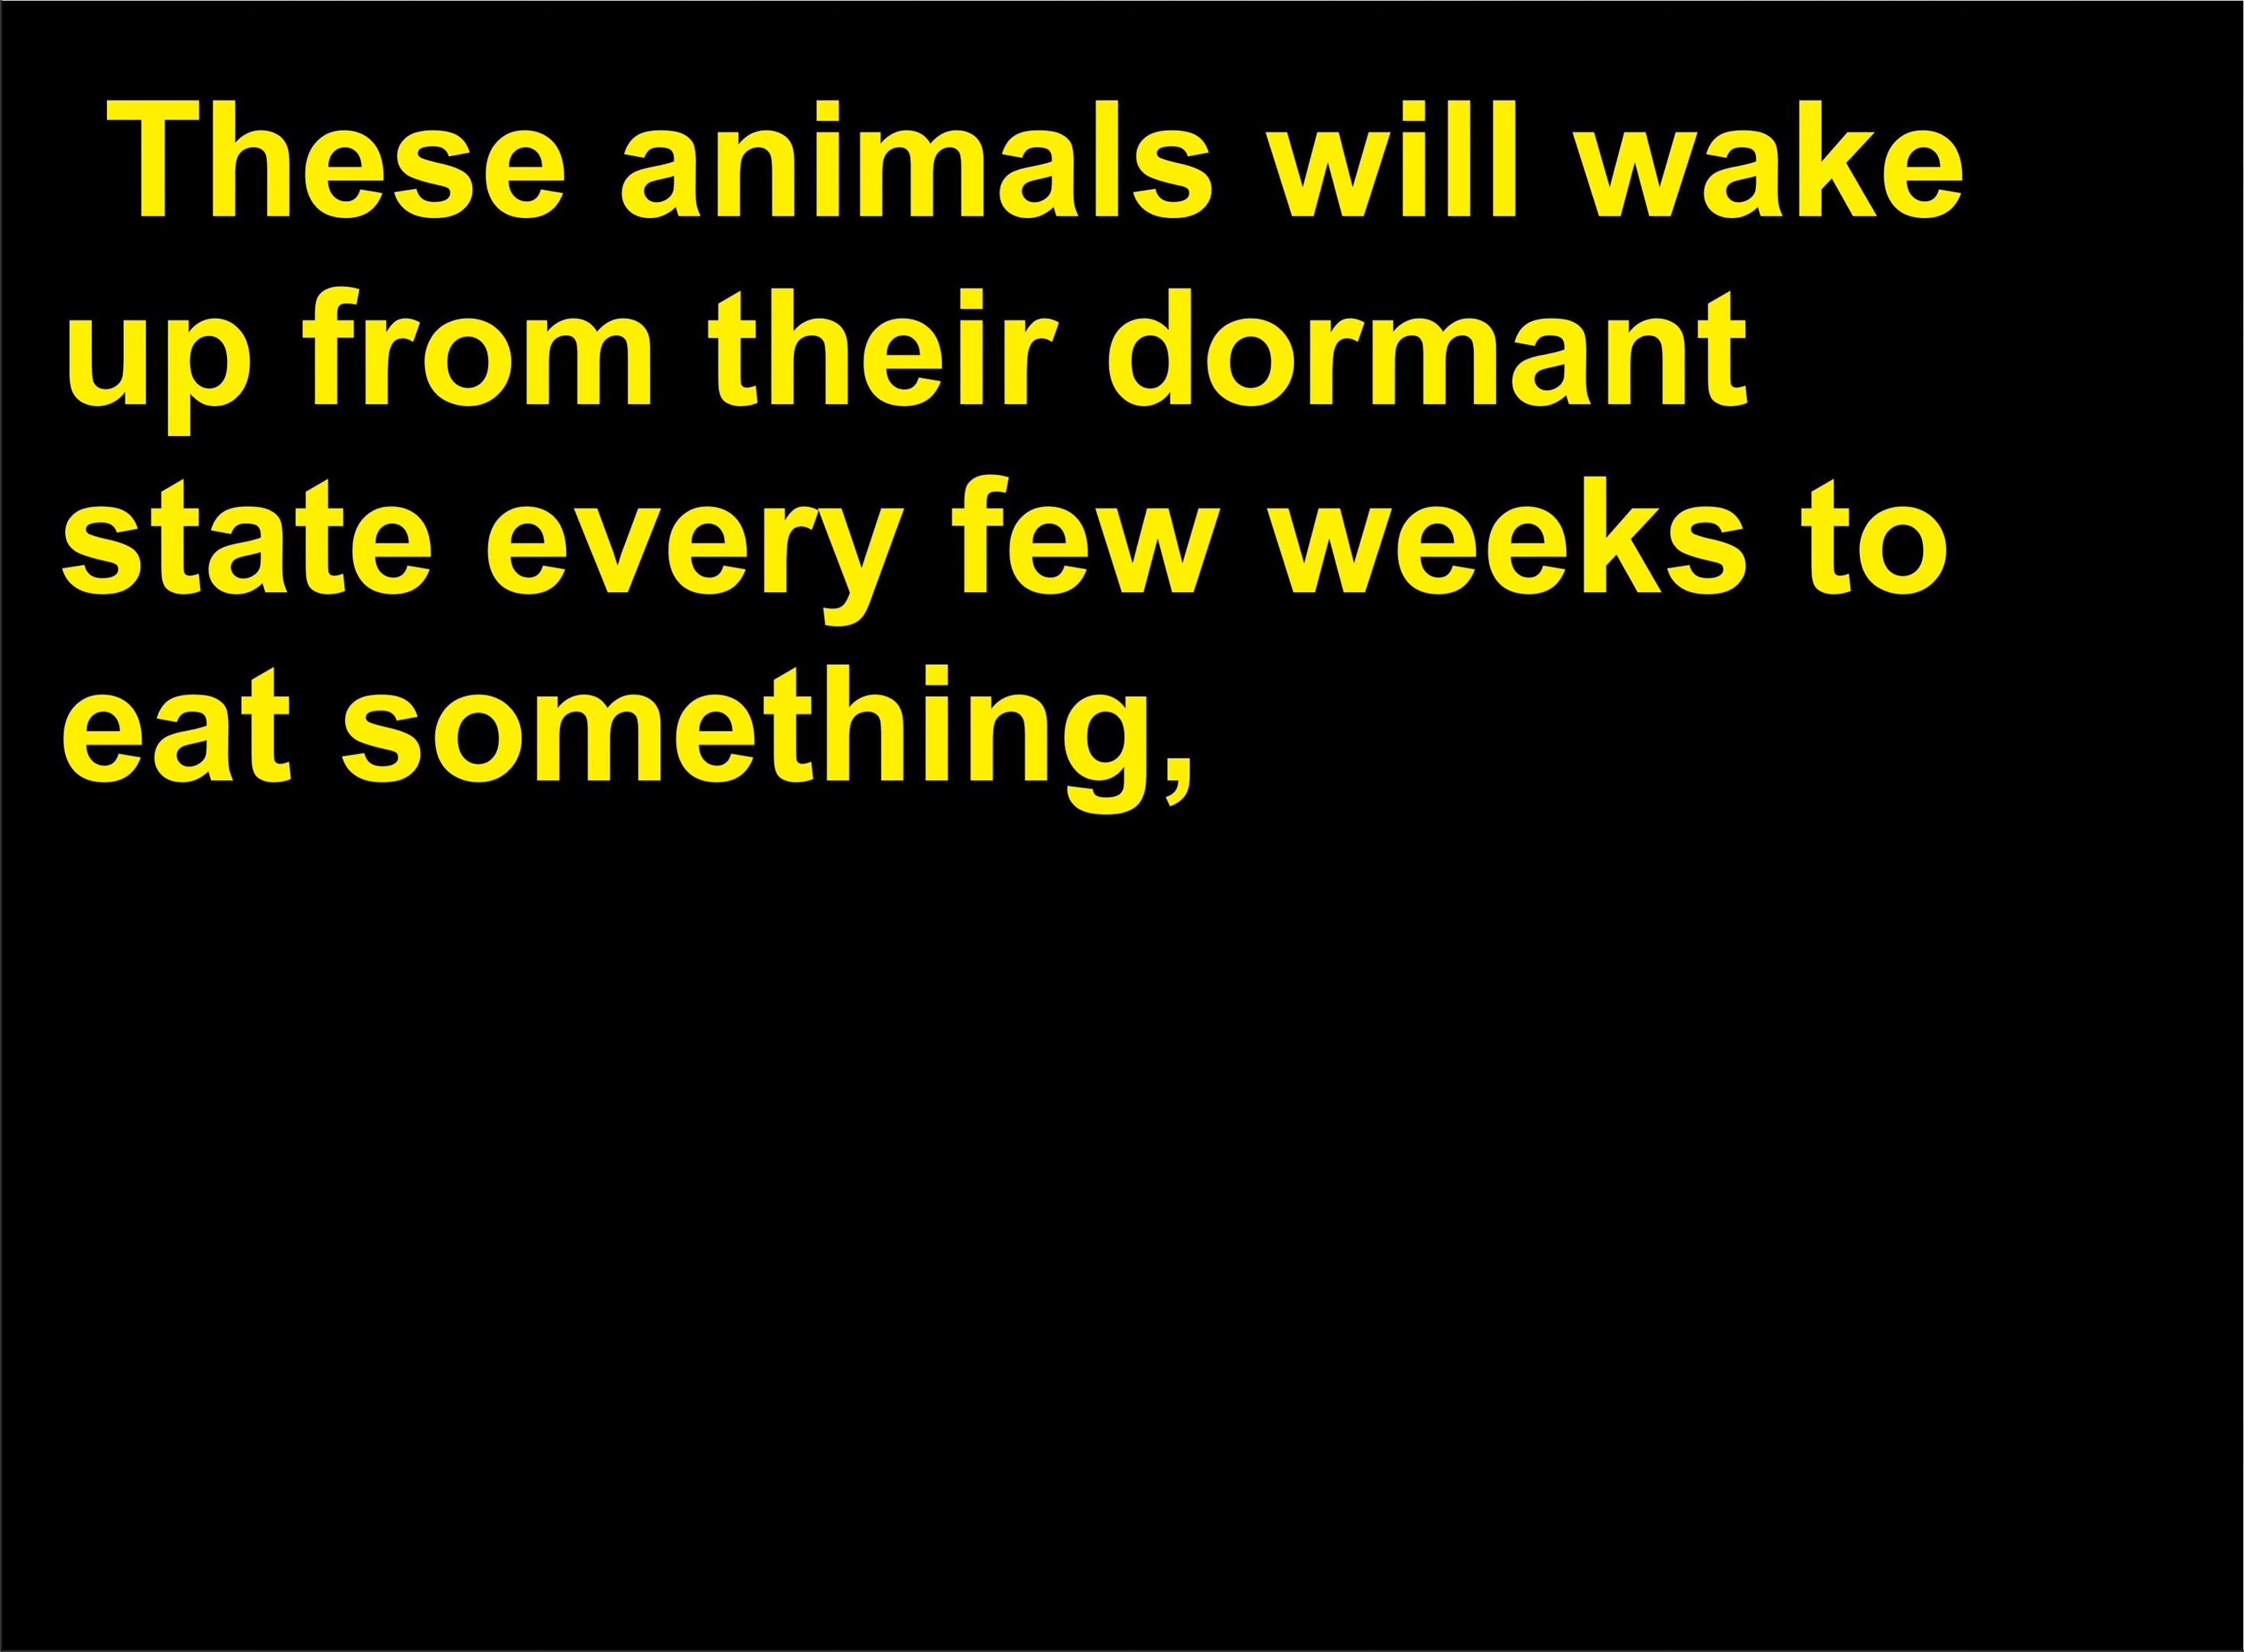 These animals will wake
up from their dormant
state every few weeks to
eat something,